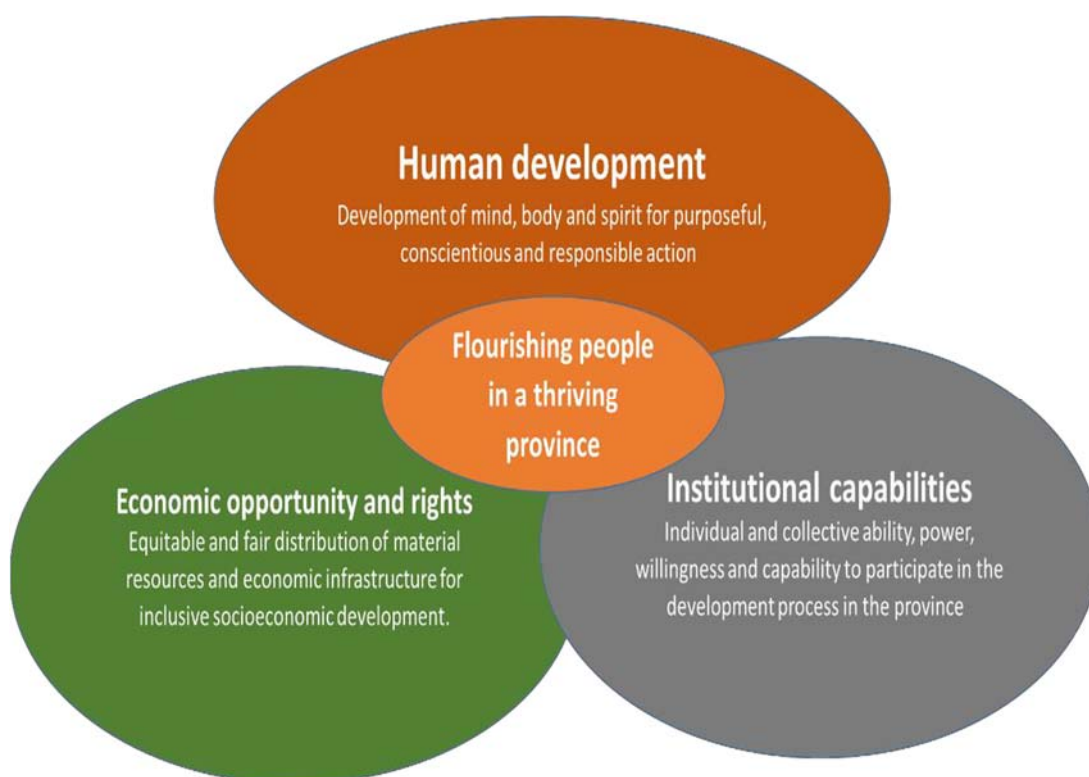 Human development
Development of mind, body and spirit for purposeful,
conscientious and responsible action
Flourishing people
in a thriving
province
Economic opportunity and rights
Equitable and fair distribution of material
resources and economic infrastructure for
inclusive socioeconomic development.
Institutional capabilities
Individual and collective ability, power,
willingness and capability to participate in the
development process in the province